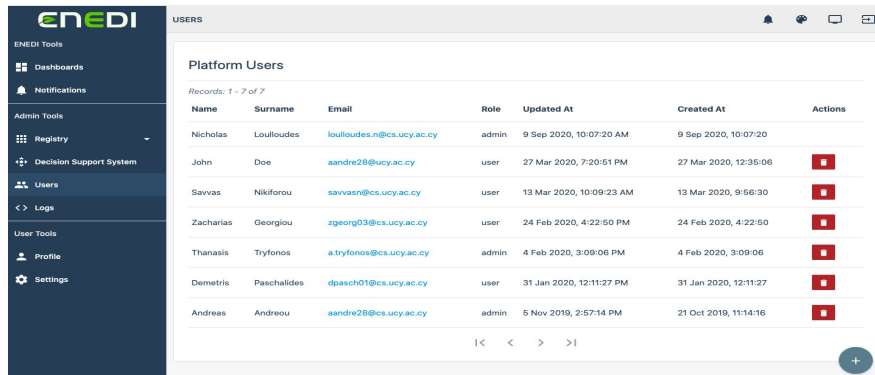 ENEDI
USERS
ENEDI Tools
Dashboards
Notifications
Admin Tools
Registry
Decision Support System
Users
Logs
User Tools
Profile
Settings
Platform Users
Records: 1 - 7 of 7
Name Surname Email Role Updated At Created At Actions
Nicholas Loulloudes loulloudes.n@cs.ucy.ac.cy admin 9 Sep 2020, 10:07:20 AM 9 Sep 2020, 10:07:20
John Doe aandre28@ucy.ac.cy user 27 Mar 2020, 7:20:51 PM 27 Mar 2020, 12:35:06
Savvas Nikiforou savvasn@cs.ucy.ac.cy user 13 Mar 2020, 10:09:23 AM 13 Mar 2020, 9:56:30
Zacharias Georgiou zgeorg03@cs.ucy.ac.cy user 24 Feb 2020, 4:22:50 PM 24 Feb 2020, 4:22:50
Thanasis Tryfonos a.tryfonos@cs.ucy.ac.cy admin 4 Feb 2020, 3:09:06 PM 4 Feb 2020, 3:09:06
Demetris Paschalides dpasch01@cs.ucy.ac.cy user 31 Jan 2020, 12:11:27 PM 31 Jan 2020, 12:11:27
Andreas Andreou aandre28@cs.ucy.ac.cy admin 5 Nov 2019, 2:57:14 PM 21 Oct 2019, 11:14:16